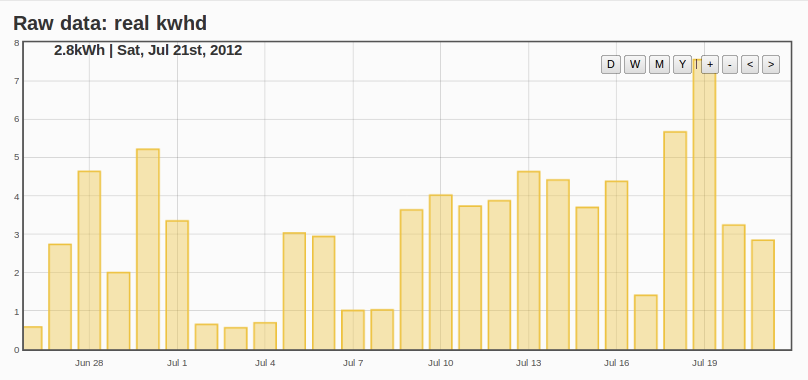 Raw data: real kwhd
2.8kWh | Sat, Jul 21st, 2012
D W M Y | + - < >
8
7
6
5
4
3
2
1
0
Jun 28 Jul 1 Jul 4 Jul 7 Jul 10 Jul 13 Jul 16 Jul 19